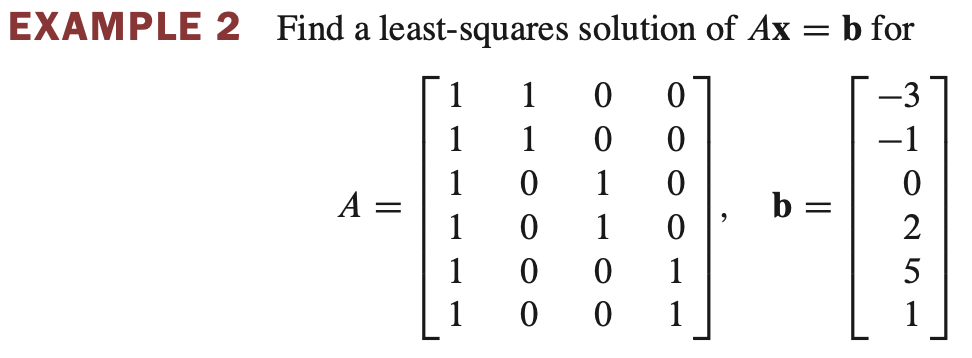 EXAMPLE 2 Find a least-squares solution of Ax = b for
1 1 0 0 −3
1 1 0 0 −1
1 0 1 0 0
A = , b =
1 0 1 0 2
1 0 0 1 5
1 0 0 1 1